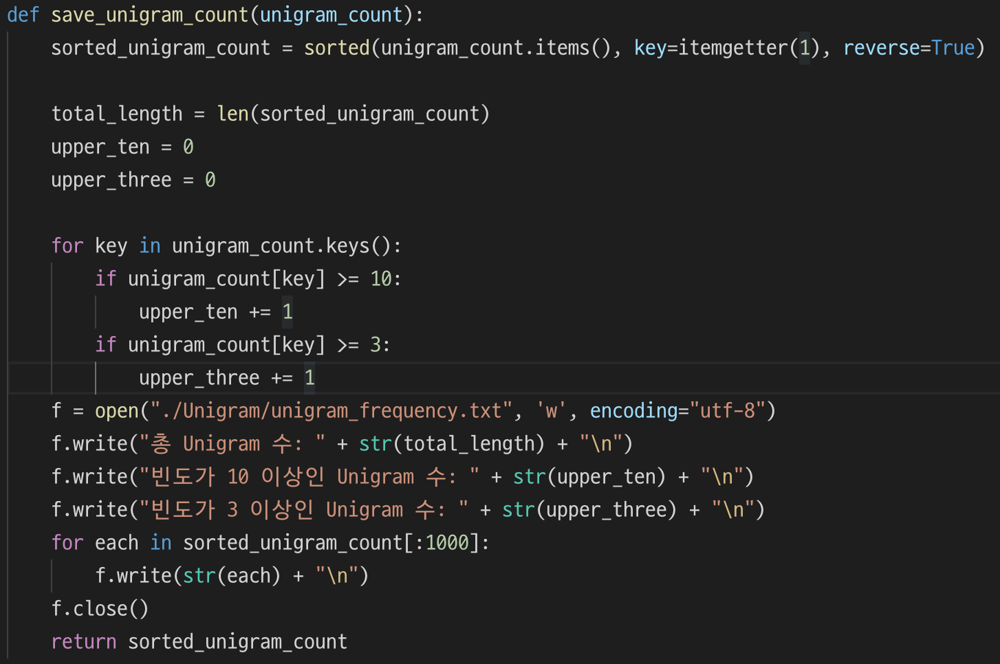 def save_unigram_count(unigram_count):
    sorted_unigram_count = sorted(unigram_count.items(), key=itemgetter(1), reverse=True)

    total_length = len(sorted_unigram_count)
    upper_ten = 0
    upper_three = 0

    for key in unigram_count.keys():
        if unigram_count[key] >= 10:
            upper_ten += 1
        if unigram_count[key] >= 3:
            upper_three += 1
    f = open("./Unigram/unigram_frequency.txt", 'w', encoding="utf-8")
    f.write("총 Unigram 수: " + str(total_length) + "\n")
    f.write("빈도가 10 이상인 Unigram 수: " + str(upper_ten) + "\n")
    f.write("빈도가 3 이상인 Unigram 수: " + str(upper_three) + "\n")
    for each in sorted_unigram_count[:1000]:
        f.write(str(each) + "\n")
    f.close()
    return sorted_unigram_count